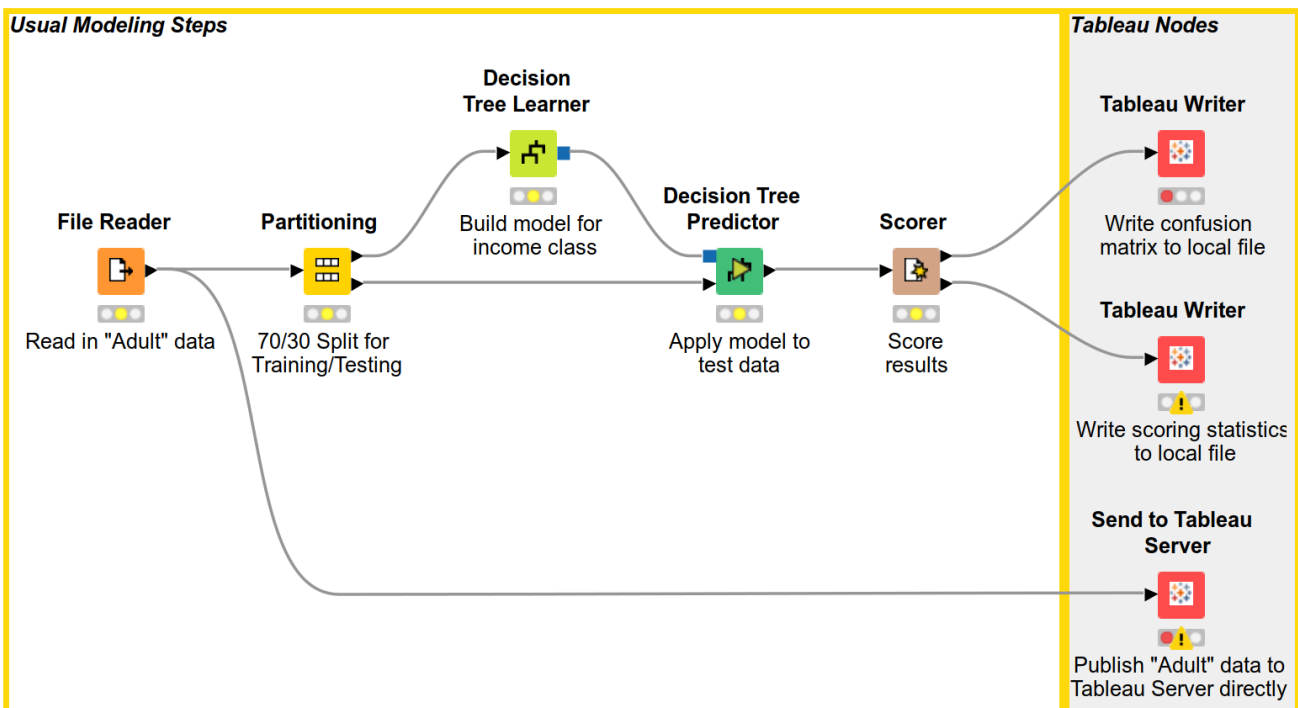 Usual Modeling Steps
Tableau Nodes
Decision
Tree Learner
Build model for
income class
File Reader
Read in "Adult" data
Partitioning
70/30 Split for
Training/Testing
Decision Tree
Predictor
Apply model to
test data
Scorer
Score
results
Tableau Writer
Write confusion
matrix to local file
Tableau Writer
Write scoring statistics
to local file
Send to Tableau
Server
Publish "Adult" data to
Tableau Server directly